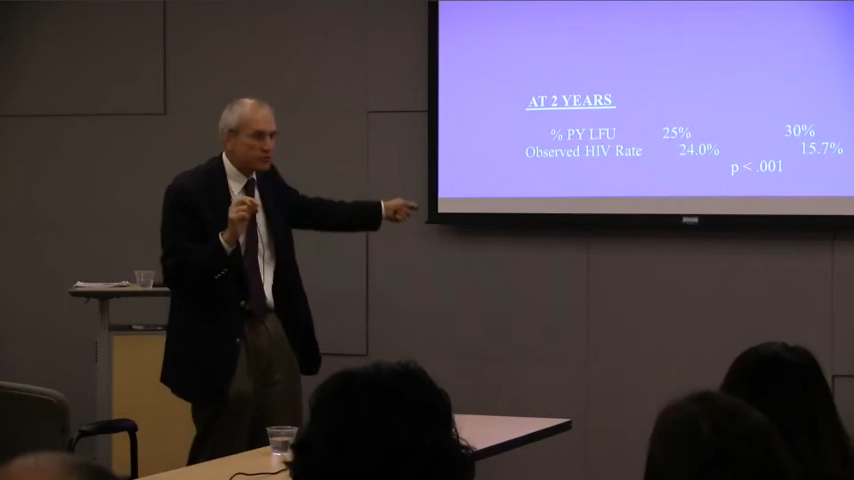 AT 2 YEARS
% PY LFU 25% 30%
Observed HIV Rate 24.0% 15.7%
p < .001